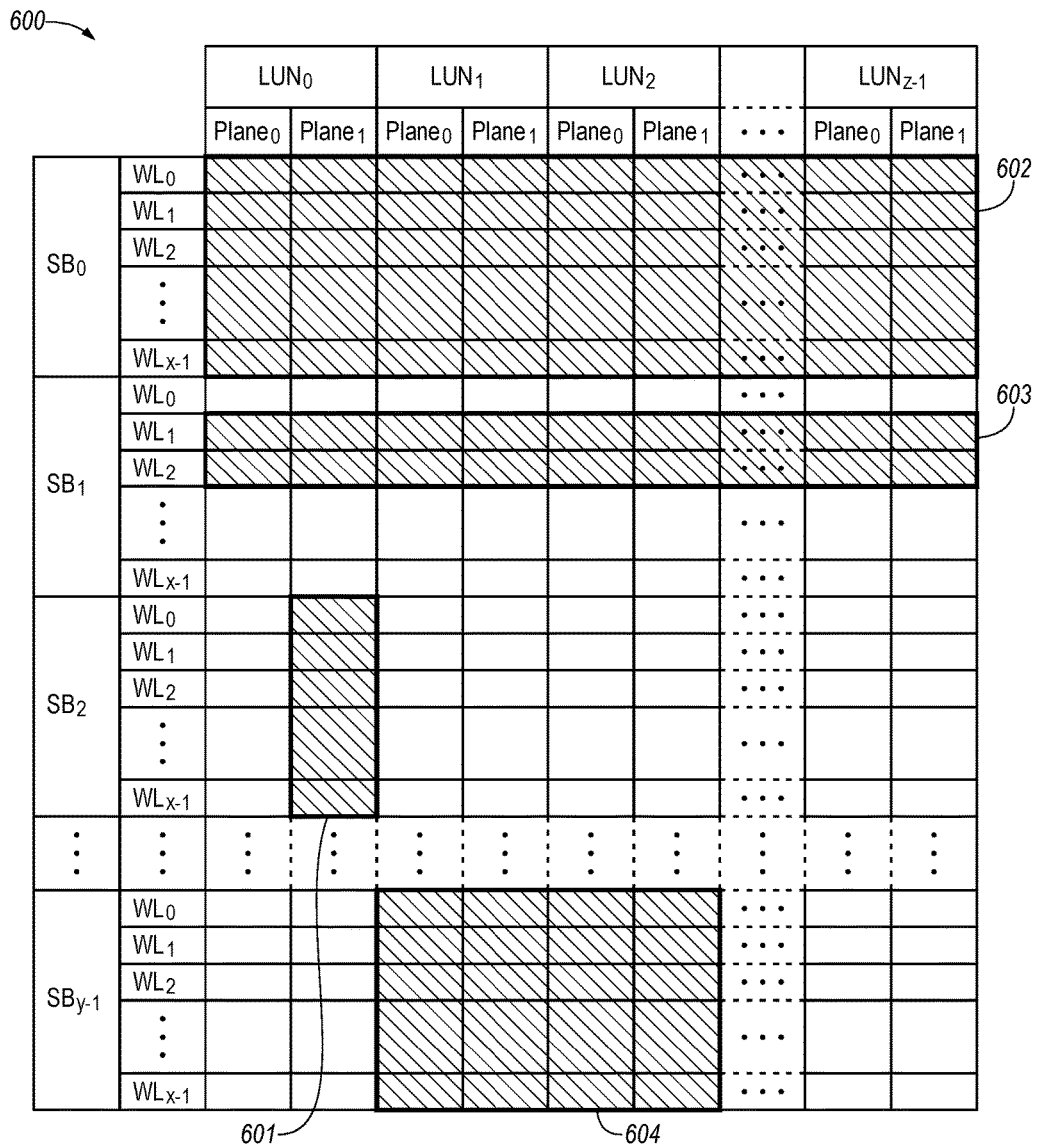 600
LUN₀ LUN₁ LUN₂ LUNz-1
Plane₀ Plane₁ Plane₀ Plane₁ Plane₀ Plane₁ ... Plane₀ Plane₁
SB₀
WL₀ ... 602
WL₁ ...
WL₂ ...
⋮ ...
WLx-1 ...
SB₁
WL₀ ...
WL₁ ... 603
WL₂ ...
⋮ ...
WLx-1 ...
SB₂
WL₀ ...
WL₁ ...
WL₂ ...
⋮ ...
WLx-1 ...
⋮ ⋮ ⋮ ⋮ ⋮ ⋮ ⋮ ⋮ ⋮ ⋮ ⋮
SBy-1
WL₀ ...
WL₁ ...
WL₂ ...
⋮ ...
WLx-1 ...
601 604